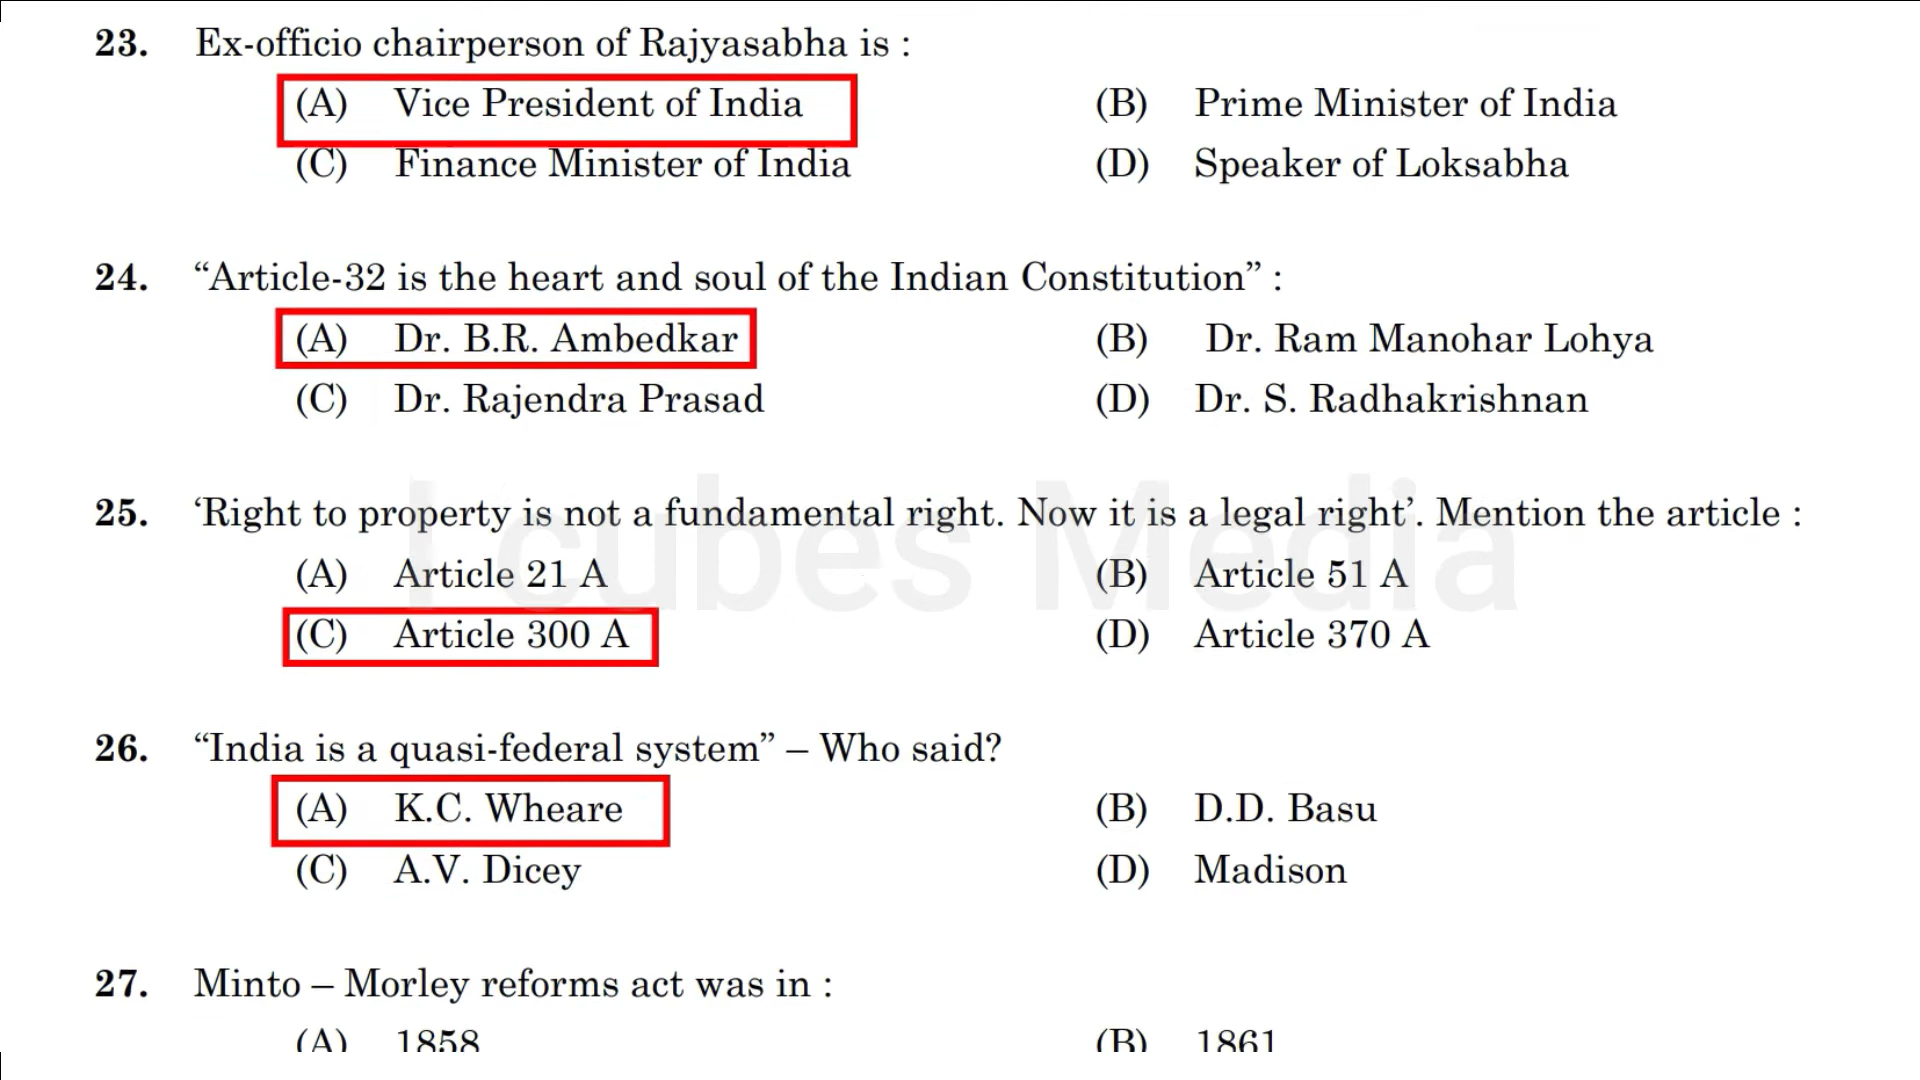 23. Ex-officio chairperson of Rajyasabha is :
(A) Vice President of India (B) Prime Minister of India
(C) Finance Minister of India (D) Speaker of Loksabha
24. “Article-32 is the heart and soul of the Indian Constitution” :
(A) Dr. B.R. Ambedkar (B) Dr. Ram Manohar Lohya
(C) Dr. Rajendra Prasad (D) Dr. S. Radhakrishnan
25. ‘Right to property is not a fundamental right. Now it is a legal right’. Mention the article :
I cubes Media
(A) Article 21 A (B) Article 51 A
(C) Article 300 A (D) Article 370 A
26. “India is a quasi-federal system” – Who said?
(A) K.C. Wheare (B) D.D. Basu
(C) A.V. Dicey (D) Madison
27. Minto – Morley reforms act was in :
(A) 1858 (B) 1861